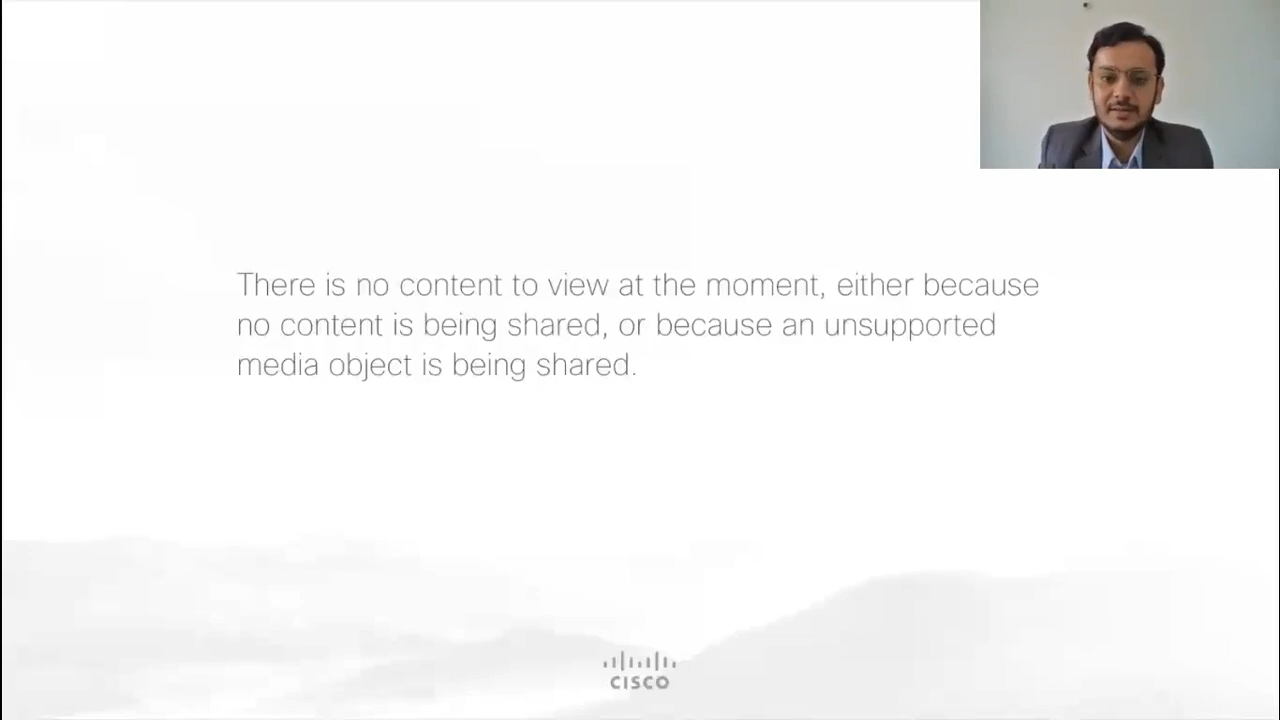 There is no content to view at the moment, either because
no content is being shared, or because an unsupported
media object is being shared.
CISCO